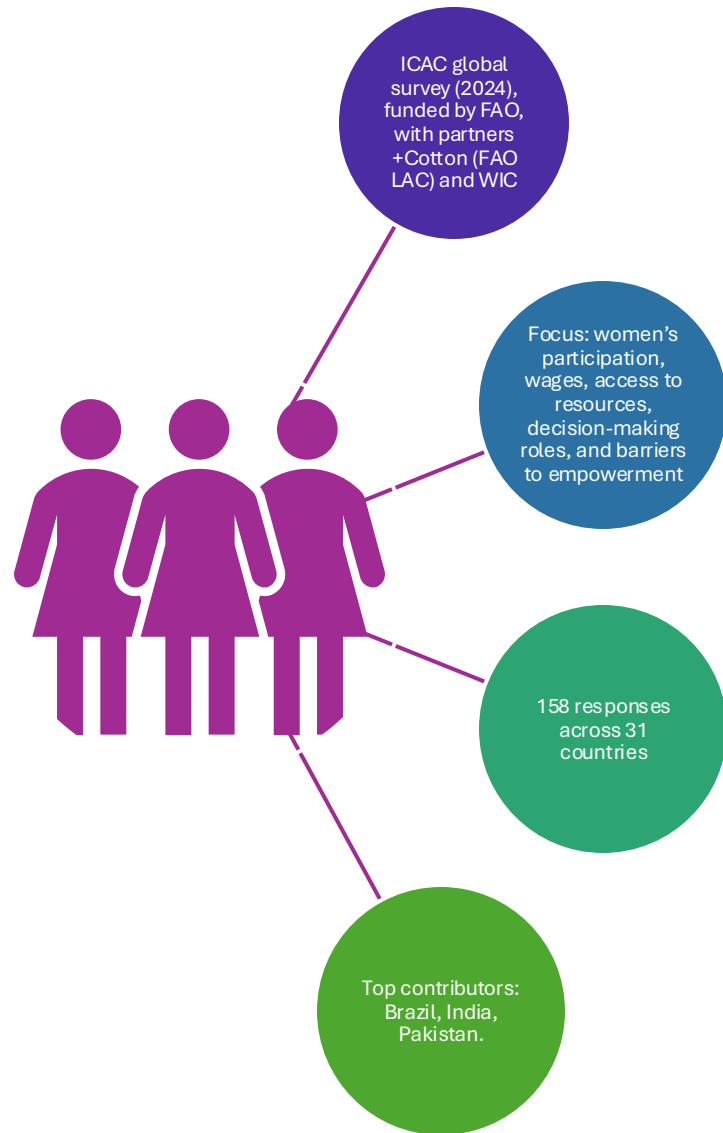 ICAC global
survey (2024),
funded by FAO,
with partners
+Cotton (FAO
LAC) and WIC
Focus: women’s
participation,
wages, access to
resources,
decision-making
roles, and barriers
to empowerment
158 responses
across 31
countries
Top contributors:
Brazil, India,
Pakistan.